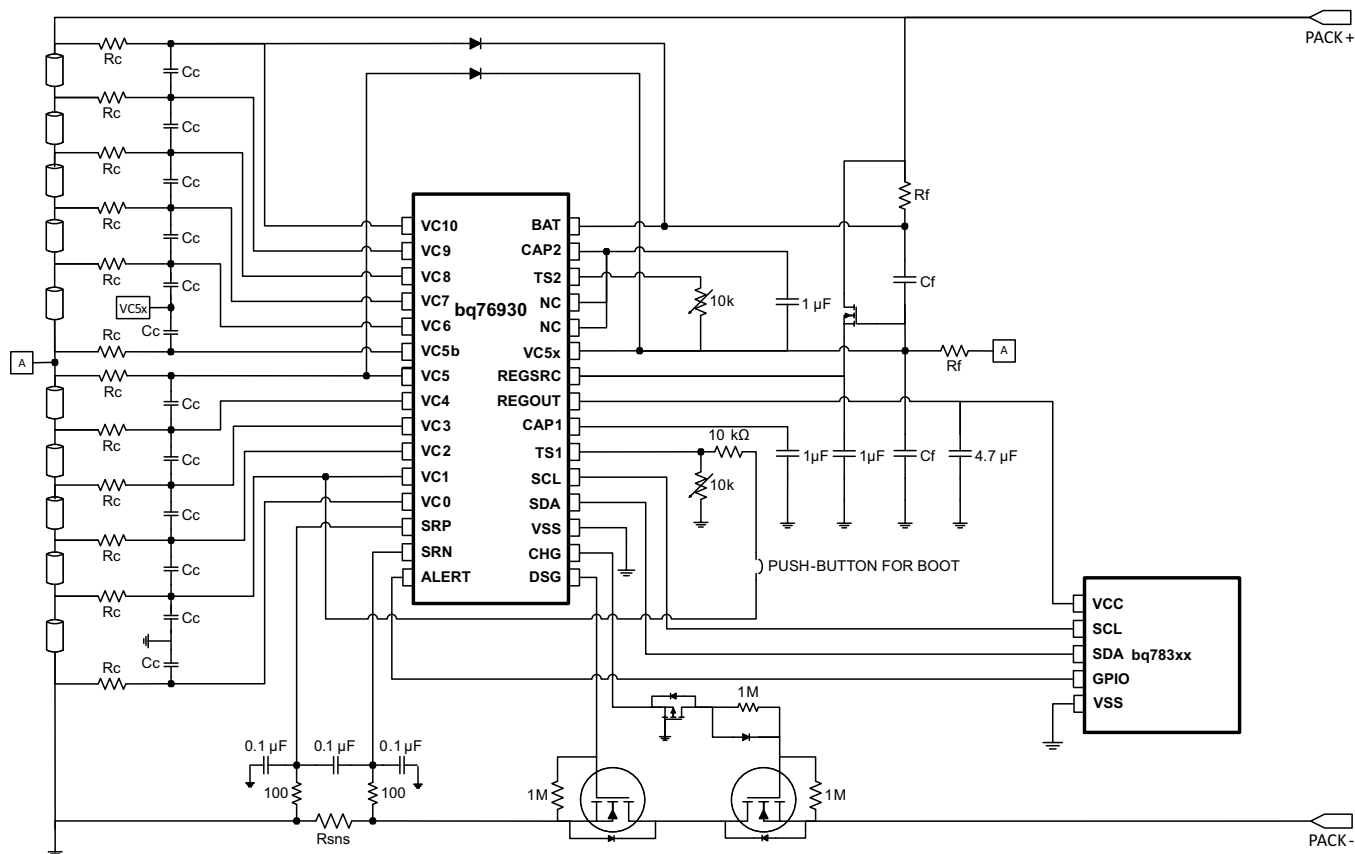 PACK+
Rc
Cc
Rc
Cc
Rc
Cc
Rc
Cc
Rc
Cc
VC5x
Cc
Rc
A
Rc
Cc
Rc
Cc
Rc
Cc
Rc
Cc
Rc
Cc
Cc
Rc
bq76930
VC10
VC9
VC8
VC7
VC6
VC5b
VC5
VC4
VC3
VC2
VC1
VC0
SRP
SRN
ALERT
BAT
CAP2
TS2
NC
NC
VC5x
REGSRC
REGOUT
CAP1
TS1
SCL
SDA
VSS
CHG
DSG
Rf
Cf
10k
1 µF
Rf
A
10 kΩ
10k
1µF
1µF
Cf
4.7 µF
PUSH-BUTTON FOR BOOT
VCC
SCL
SDA bq783xx
GPIO
VSS
1M
0.1 µF
0.1 µF
0.1 µF
100
100
1M
1M
Rsns
PACK-